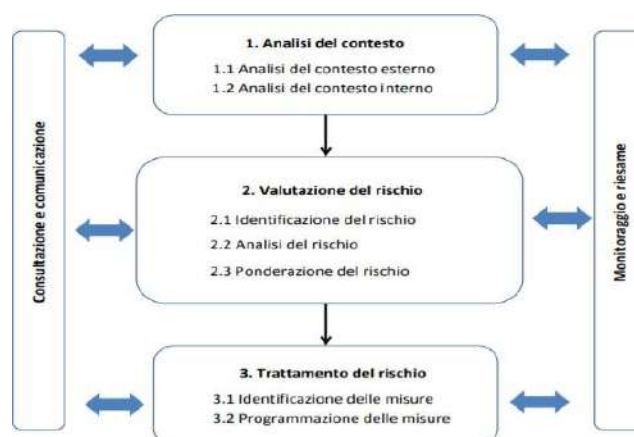 Consultazione e comunicazione
1. Analisi del contesto
1.1 Analisi del contesto esterno
1.2 Analisi del contesto interno
2. Valutazione del rischio
2.1 Identificazione del rischio
2.2 Analisi del rischio
2.3 Ponderazione del rischio
3. Trattamento del rischio
3.1 Identificazione delle misure
3.2 Programmazione delle misure
Monitoraggio e riesame